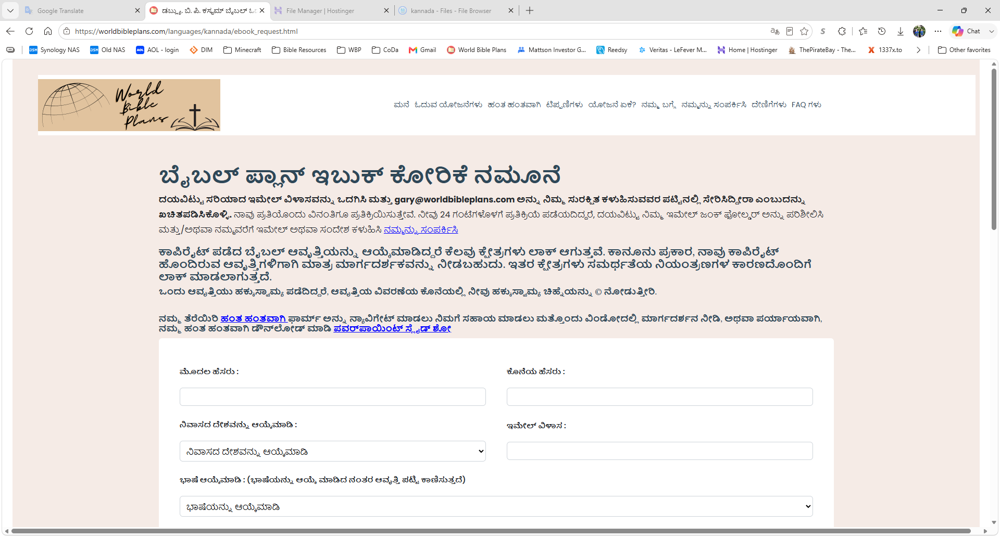 Google Translate
ಡಬ್ಲ್ಯು. ಬಿ. ಪಿ. ಕಸ್ಟಮ್ ಬೈಬಲ್ ಓದ
File Manager | Hostinger
kannada - Files - File Browser
https://worldbibleplans.com/languages/kannada/ebook_request.html
Chat
Synology NAS
Old NAS
AOL - login
DIM
Minecraft
Bible Resources
WBP
CoDa
Gmail
World Bible Plans
Mattson Investor G...
Reedsy
Veritas - LeFever M...
Home | Hostinger
ThePirateBay - The...
1337x.to
Other favorites
World
Bible
Plans
ಮನೆ ಓದುವ ಯೋಜನೆಗಳು ಹಂತ ಹಂತವಾಗಿ ಟಿಪ್ಪಣಿಗಳು ಯೋಜನೆ ಏಕೆ? ನಮ್ಮ ಬಗ್ಗೆ ನಮ್ಮನ್ನು ಸಂಪರ್ಕಿಸಿ ದೇಣಿಗೆಗಳು FAQ ಗಳು
ಬೈಬಲ್ ಪ್ಲಾನ್ ಇಬುಕ್ ಕೋರಿಕೆ ನಮೂನೆ
ದಯವಿಟ್ಟು ಸರಿಯಾದ ಇಮೇಲ್ ವಿಳಾಸವನ್ನು ಒದಗಿಸಿ ಮತ್ತು gary@worldbibleplans.com ಅನ್ನು ನಿಮ್ಮ ಸುರಕ್ಷಿತ ಕಳುಹಿಸುವವರ ಪಟ್ಟಿನಲ್ಲಿ ಸೇರಿಸಿದ್ದೀರಾ ಎಂಬುದನ್ನು
ಖಚಿತಪಡಿಸಿಕೊಳ್ಳಿ. ನಾವು ಪ್ರತಿಯೊಂದು ವಿನಂತಿಗೂ ಪ್ರತಿಕ್ರಿಯಿಸುತ್ತೇವೆ. ನೀವು 24 ಗಂಟೆಗಳೊಳಗೆ ಪ್ರತಿಕ್ರಿಯೆ ಪಡೆಯದಿದ್ದರೆ, ದಯವಿಟ್ಟು ನಿಮ್ಮ ಇಮೇಲ್ ಜಂಕ್ ಫೋಲ್ಡರ್ ಅನ್ನು ಪರಿಶೀಲಿಸಿ
ಮತ್ತು/ಅಥವಾ ನಮ್ಮವರೆಗೆ ಇಮೇಲ್ ಅಥವಾ ಸಂದೇಶ ಕಳುಹಿಸಿ ನಮ್ಮನ್ನು ಸಂಪರ್ಕಿಸಿ
ಕಾಪಿರೈಟ್ ಪಡೆದ ಬೈಬಲ್ ಆವೃತ್ತಿಯನ್ನು ಆಯ್ಕೆಮಾಡಿದ್ದರೆ ಕೆಲವು ಕ್ಷೇತ್ರಗಳು ಲಾಕ್ ಆಗುತ್ತವೆ. ಕಾನೂನು ಪ್ರಕಾರ, ನಾವು ಕಾಪಿರೈಟ್
ಹೊಂದಿರುವ ಆವೃತ್ತಿಗಳಿಗಾಗಿ ಮಾತ್ರ ಮಾರ್ಗದರ್ಶಕವನ್ನು ನೀಡಬಹುದು. ಇತರ ಕ್ಷೇತ್ರಗಳು ಸಮರ್ಥತೆಯ ನಿಯಂತ್ರಣಗಳ ಕಾರಣದೊಂದಿಗೆ
ಲಾಕ್ ಮಾಡಲಾಗುತ್ತದೆ.
ಒಂದು ಆವೃತ್ತಿಯು ಹಕ್ಕುಸ್ವಾಮ್ಯ ಪಡೆದಿದ್ದರೆ, ಆವೃತ್ತಿಯ ವಿವರಣೆಯ ಕೊನೆಯಲ್ಲಿ ನೀವು ಹಕ್ಕುಸ್ವಾಮ್ಯ ಚಿಹ್ನೆಯನ್ನು © ನೋಡುತ್ತೀರಿ.
ನಮ್ಮ ತೆರೆಯಿರಿ ಹಂತ ಹಂತವಾಗಿ ಫಾರ್ಮ್ ಅನ್ನು ನ್ಯಾವಿಗೇಟ್ ಮಾಡಲು ನಿಮಗೆ ಸಹಾಯ ಮಾಡಲು ಮತ್ತೊಂದು ವಿಂಡೋದಲ್ಲಿ ಮಾರ್ಗದರ್ಶನ ನೀಡಿ, ಅಥವಾ ಪರ್ಯಾಯವಾಗಿ,
ನಮ್ಮ ಹಂತ ಹಂತವಾಗಿ ಡೌನ್‌ಲೋಡ್ ಮಾಡಿ ಪವರ್‌ಪಾಯಿಂಟ್ ಸ್ಲೈಡ್ ಶೋ
ಮೊದಲ ಹೆಸರು :
ಕೊನೆಯ ಹೆಸರು :
ನಿವಾಸದ ದೇಶವನ್ನು ಆಯ್ಕೆಮಾಡಿ :
ಇಮೇಲ್ ವಿಳಾಸ :
ನಿವಾಸದ ದೇಶವನ್ನು ಆಯ್ಕೆಮಾಡಿ
ಭಾಷೆ ಆಯ್ಕೆಮಾಡಿ : (ಭಾಷೆಯನ್ನು ಆಯ್ಕೆ ಮಾಡಿದ ನಂತರ ಆವೃತ್ತಿ ಪಟ್ಟಿ ಕಾಣಿಸುತ್ತದೆ)
ಭಾಷೆಯನ್ನು ಆಯ್ಕೆಮಾಡಿ